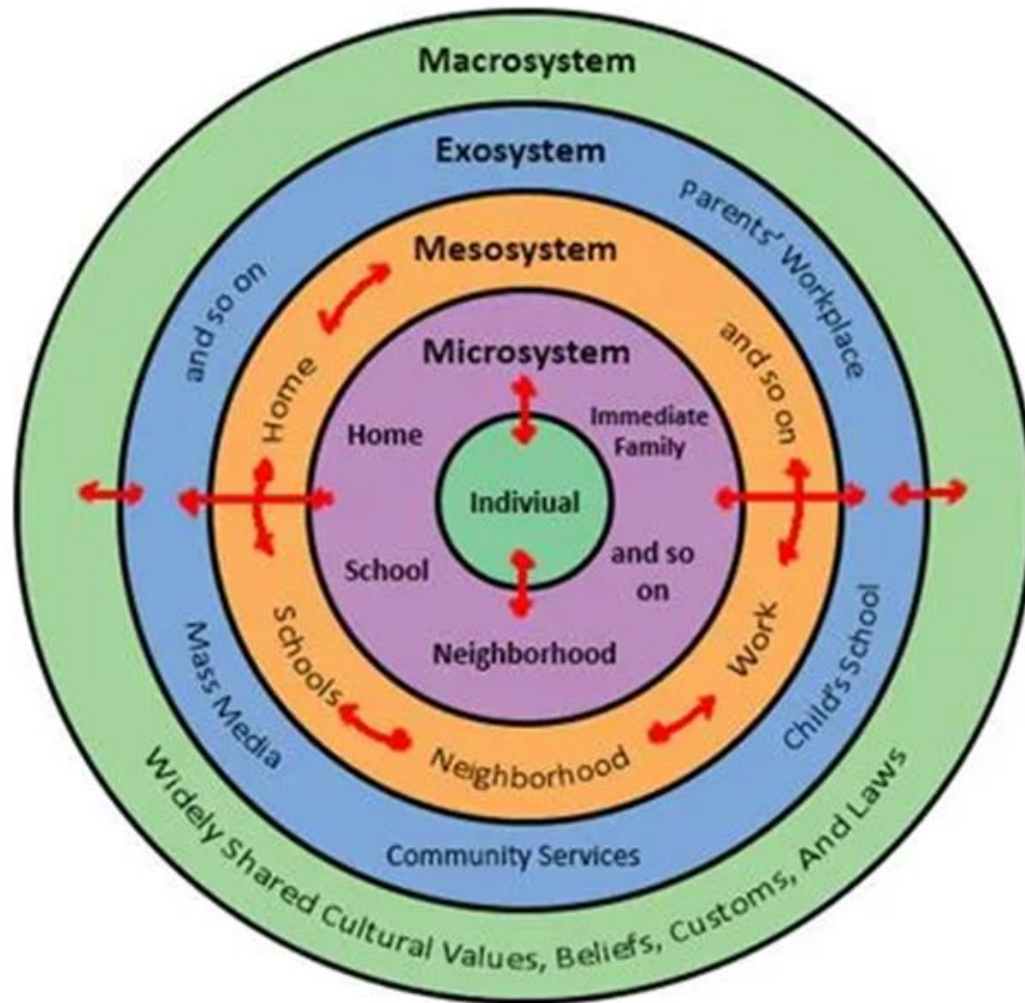 Macrosystem
Exosystem
Parents' Workplace
and so on
Mesosystem
and so on
Home
Microsystem
Immediate
Family
Home
Indiviual
and so
on
School
Neighborhood
Schools
Work
Neighborhood
Mass Media
Child's School
Community Services
Widely Shared Cultural Values, Beliefs, Customs, And Laws